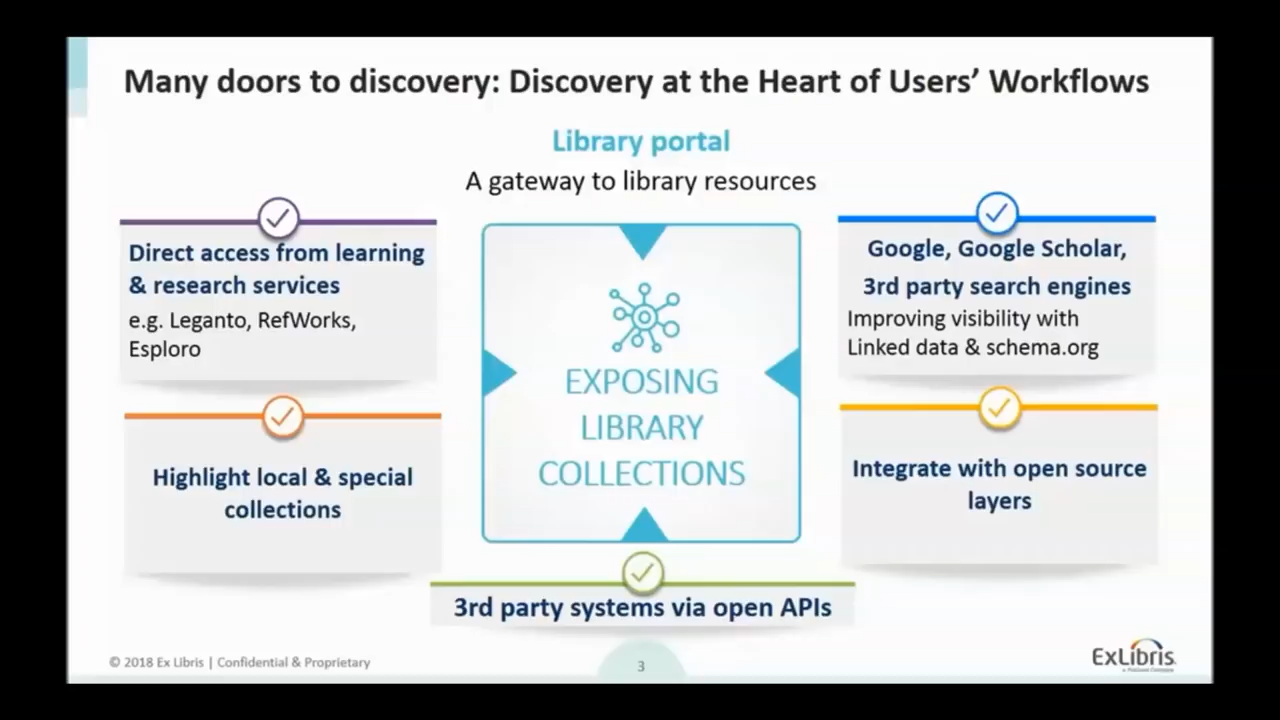 Many doors to discovery: Discovery at the Heart of Users’ Workflows
Library portal
A gateway to library resources
Direct access from learning
& research services
e.g. Leganto, RefWorks,
Esploro
Highlight local & special
collections
EXPOSING
LIBRARY
COLLECTIONS
Google, Google Scholar,
3rd party search engines
Improving visibility with
Linked data & schema.org
Integrate with open source
layers
3rd party systems via open APIs
© 2018 Ex Libris | Confidential & Proprietary
3
ExLibris